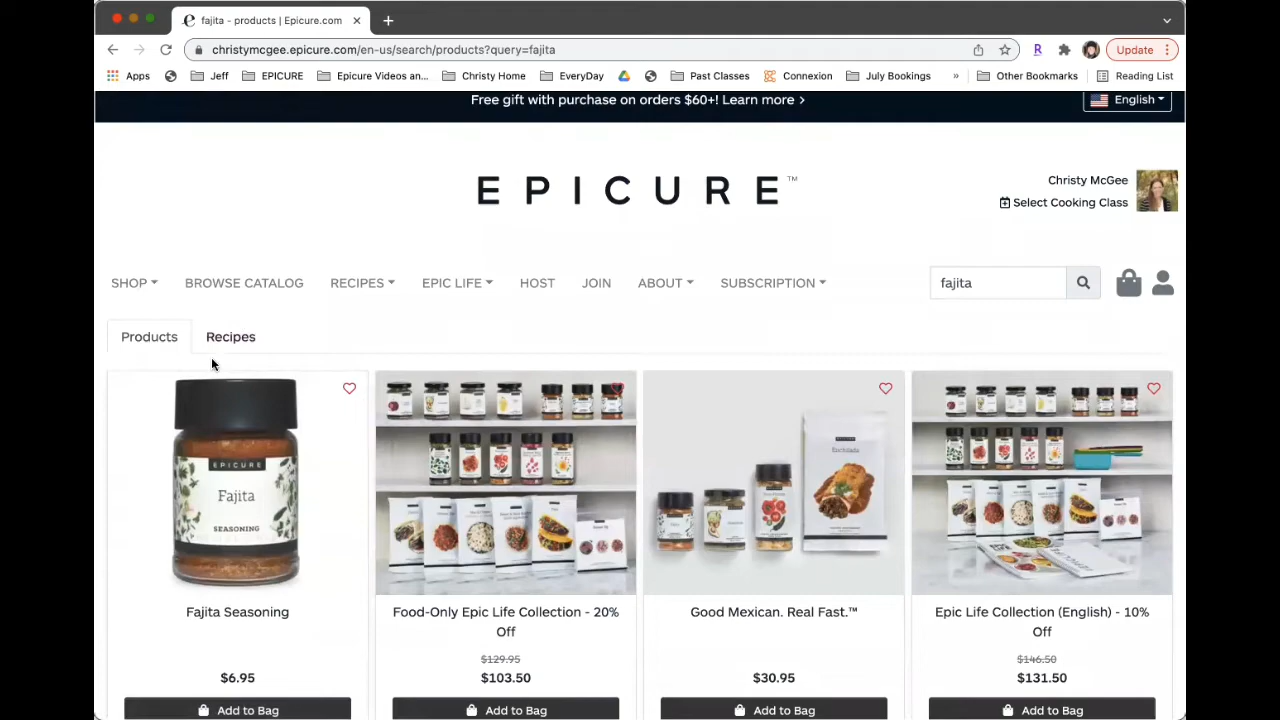 fajita - products | Epicure.com
christymcgee.epicure.com/en-us/search/products?query=fajita
R
Update
Apps
Jeff
EPICURE
Epicure Videos an...
Christy Home
EveryDay
Past Classes
Connexion
July Bookings
»
Other Bookmarks
Reading List
Free gift with purchase on orders $60+! Learn more >
English
EPICURE™
Christy McGee
Select Cooking Class
SHOP
BROWSE CATALOG
RECIPES
EPIC LIFE
HOST
JOIN
ABOUT
SUBSCRIPTION
fajita
Products
Recipes
EPICURE
Fajita
SEASONING
Enchilada
Fajita Seasoning
$6.95
Add to Bag
Food-Only Epic Life Collection - 20%
Off
$129.95
$103.50
Add to Bag
Good Mexican. Real Fast.™
$30.95
Add to Bag
Epic Life Collection (English) - 10%
Off
$146.50
$131.50
Add to Bag